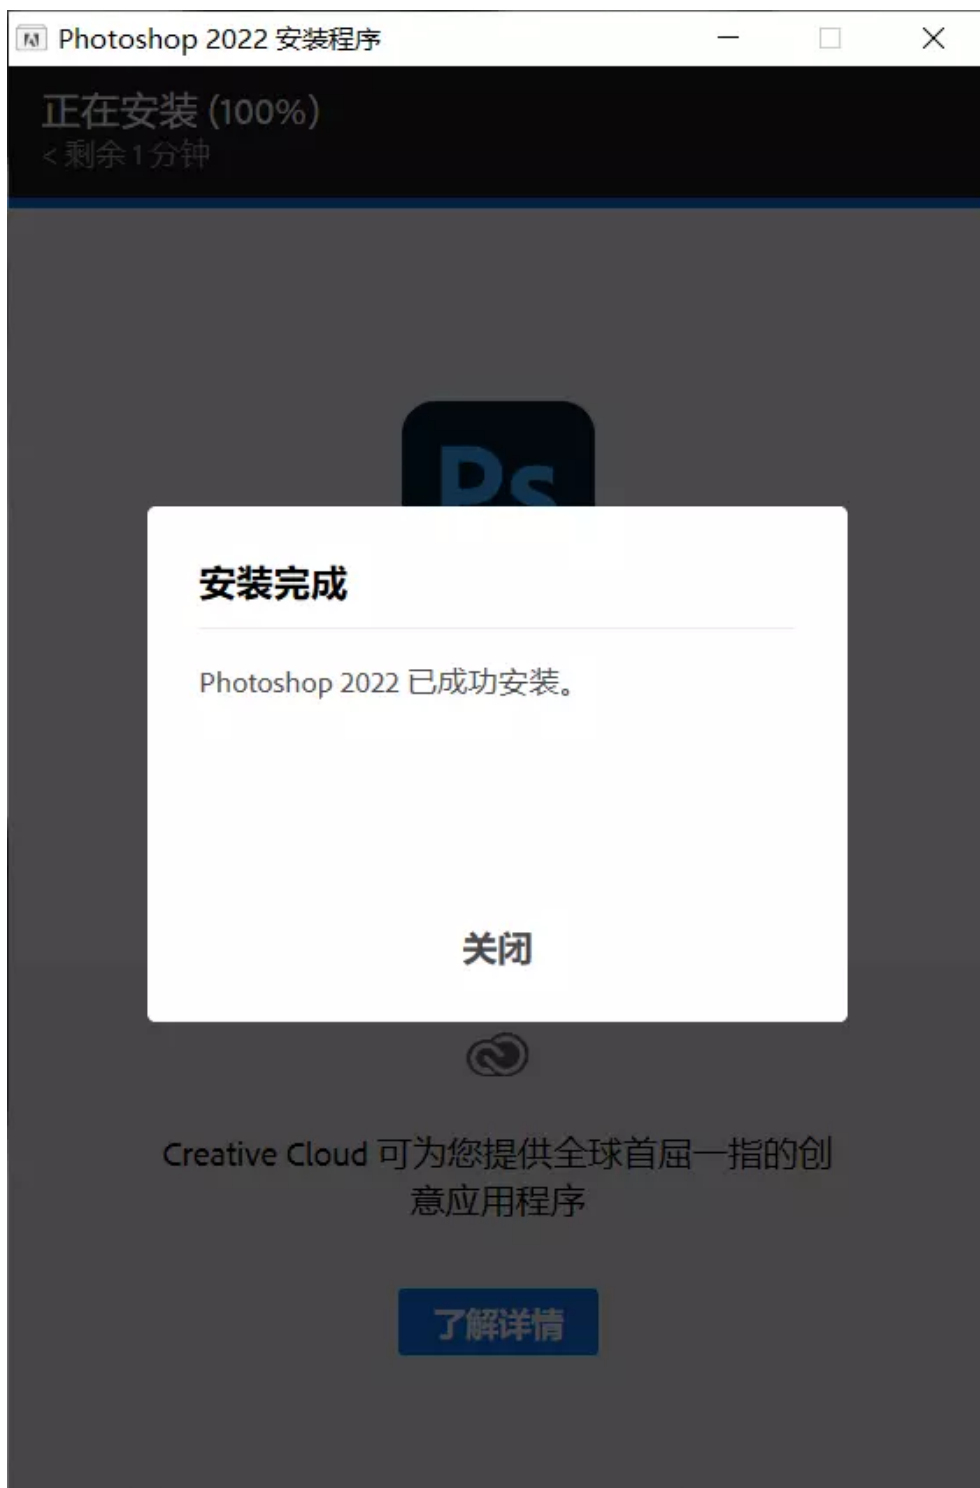 Photoshop 2022 安装程序
正在安装 (100%)
< 剩余 1 分钟
Ps
安装完成
Photoshop 2022 已成功安装。
关闭
Creative Cloud 可为您提供全球首屈一指的创
意应用程序
了解详情